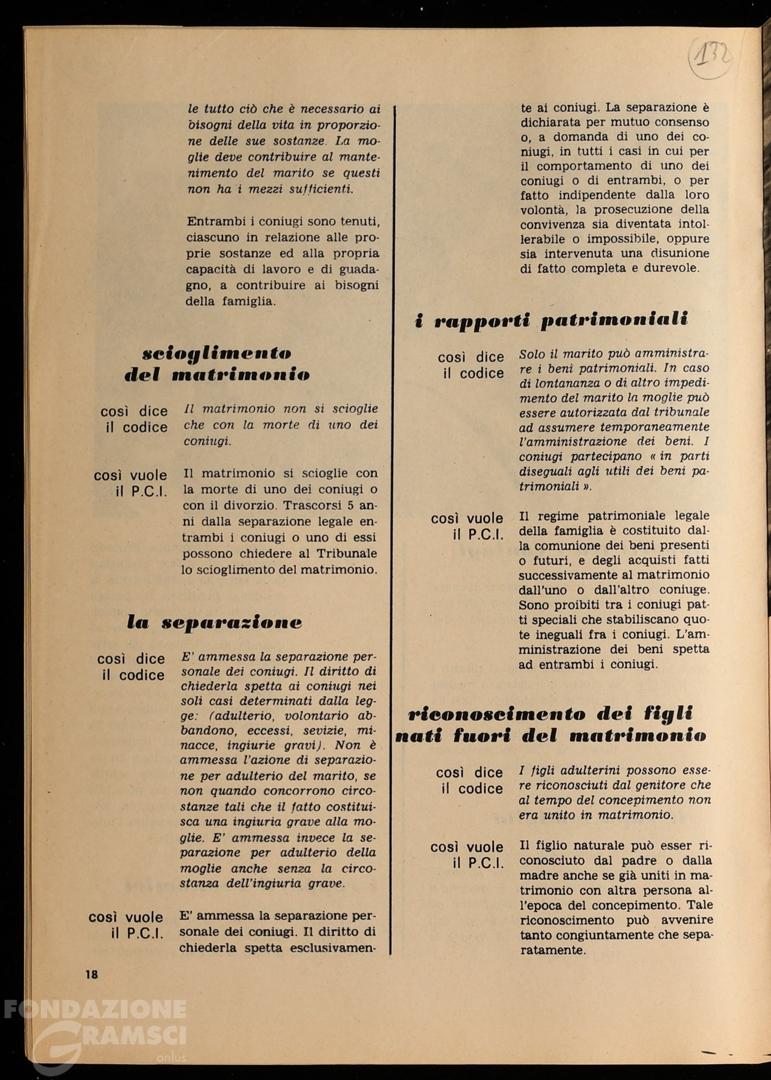 132
le tutto ciò che è necessario ai
bisogni della vita in proporzio-
ne delle sue sostanze. La mo-
glie deve contribuire al mante-
nimento del marito se questi
non ha i mezzi sufficienti.
Entrambi i coniugi sono tenuti,
ciascuno in relazione alle pro-
prie sostanze ed alla propria
capacità di lavoro e di guada-
gno, a contribuire ai bisogni
della famiglia.
scioglimento
del matrimonio
così dice
il codice
Il matrimonio non si scioglie
che con la morte di uno dei
coniugi.
così vuole
il P.C.I.
Il matrimonio si scioglie con
la morte di uno dei coniugi o
con il divorzio. Trascorsi 5 an-
ni dalla separazione legale en-
trambi i coniugi o uno di essi
possono chiedere al Tribunale
lo scioglimento del matrimonio.
la separazione
così dice
il codice
E' ammessa la separazione per-
sonale dei coniugi. Il diritto di
chiederla spetta ai coniugi nei
soli casi determinati dalla leg-
ge: (adulterio, volontario ab-
bandono, eccessi, sevizie, mi-
nacce, ingiurie gravi). Non è
ammessa l'azione di separazio-
ne per adulterio del marito, se
non quando concorrono circo-
stanze tali che il fatto costitui-
sca una ingiuria grave alla mo-
glie. E' ammessa invece la se-
parazione per adulterio della
moglie anche senza la circo-
stanza dell'ingiuria grave.
così vuole
il P.C.I.
E' ammessa la separazione per-
sonale dei coniugi. Il diritto di
chiederla spetta esclusivamen-
18
te ai coniugi. La separazione è
dichiarata per mutuo consenso
o, a domanda di uno dei co-
niugi, in tutti i casi in cui per
il comportamento di uno dei
coniugi o di entrambi, o per
fatto indipendente dalla loro
volontà, la prosecuzione della
convivenza sia diventata intol-
lerabile o impossibile, oppure
sia intervenuta una disunione
di fatto completa e durevole.
i rapporti patrimoniali
così dice
il codice
Solo il marito può amministra-
re i beni patrimoniali. In caso
di lontananza o di altro impedi-
mento del marito la moglie può
essere autorizzata dal tribunale
ad assumere temporaneamente
l'amministrazione dei beni. I
coniugi partecipano « in parti
diseguali agli utili dei beni pa-
trimoniali ».
così vuole
il P.C.I.
Il regime patrimoniale legale
della famiglia è costituito dal-
la comunione dei beni presenti
o futuri, e degli acquisti fatti
successivamente al matrimonio
dall'uno o dall'altro coniuge.
Sono proibiti tra i coniugi pat-
ti speciali che stabiliscano quo-
te ineguali fra i coniugi. L'am-
ministrazione dei beni spetta
ad entrambi i coniugi.
riconoscimento dei figli
nati fuori del matrimonio
così dice
il codice
I figli adulterini possono esse-
re riconosciuti dal genitore che
al tempo del concepimento non
era unito in matrimonio.
così vuole
il P.C.I.
Il figlio naturale può esser ri-
conosciuto dal padre o dalla
madre anche se già uniti in ma-
trimonio con altra persona al-
l'epoca del concepimento. Tale
riconoscimento può avvenire
tanto congiuntamente che sepa-
ratamente.
FONDAZIONE
GRAMSCI
onlus